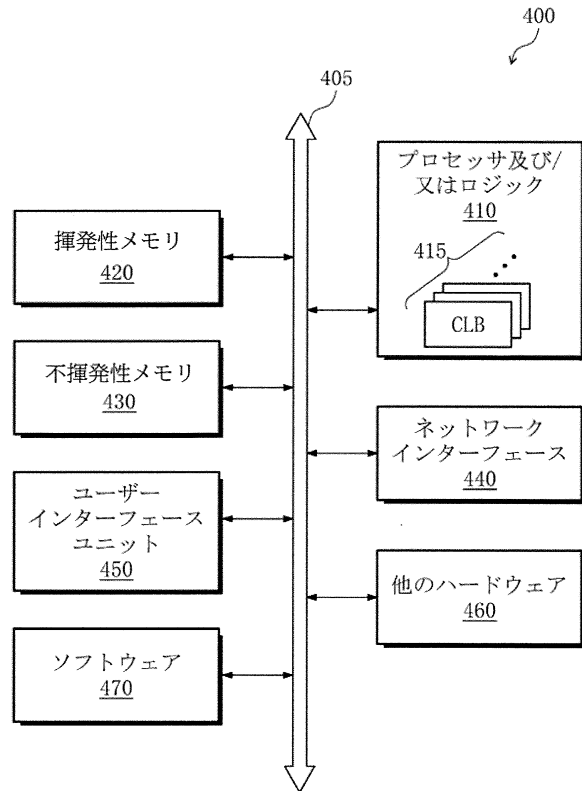 400
405
プロセッサ及び/
又はロジック
410
415
CLB
揮発性メモリ
420
不揮発性メモリ
430
ネットワーク
インターフェース
440
ユーザー
インターフェース
ユニット
450
他のハードウェア
460
ソフトウェア
470